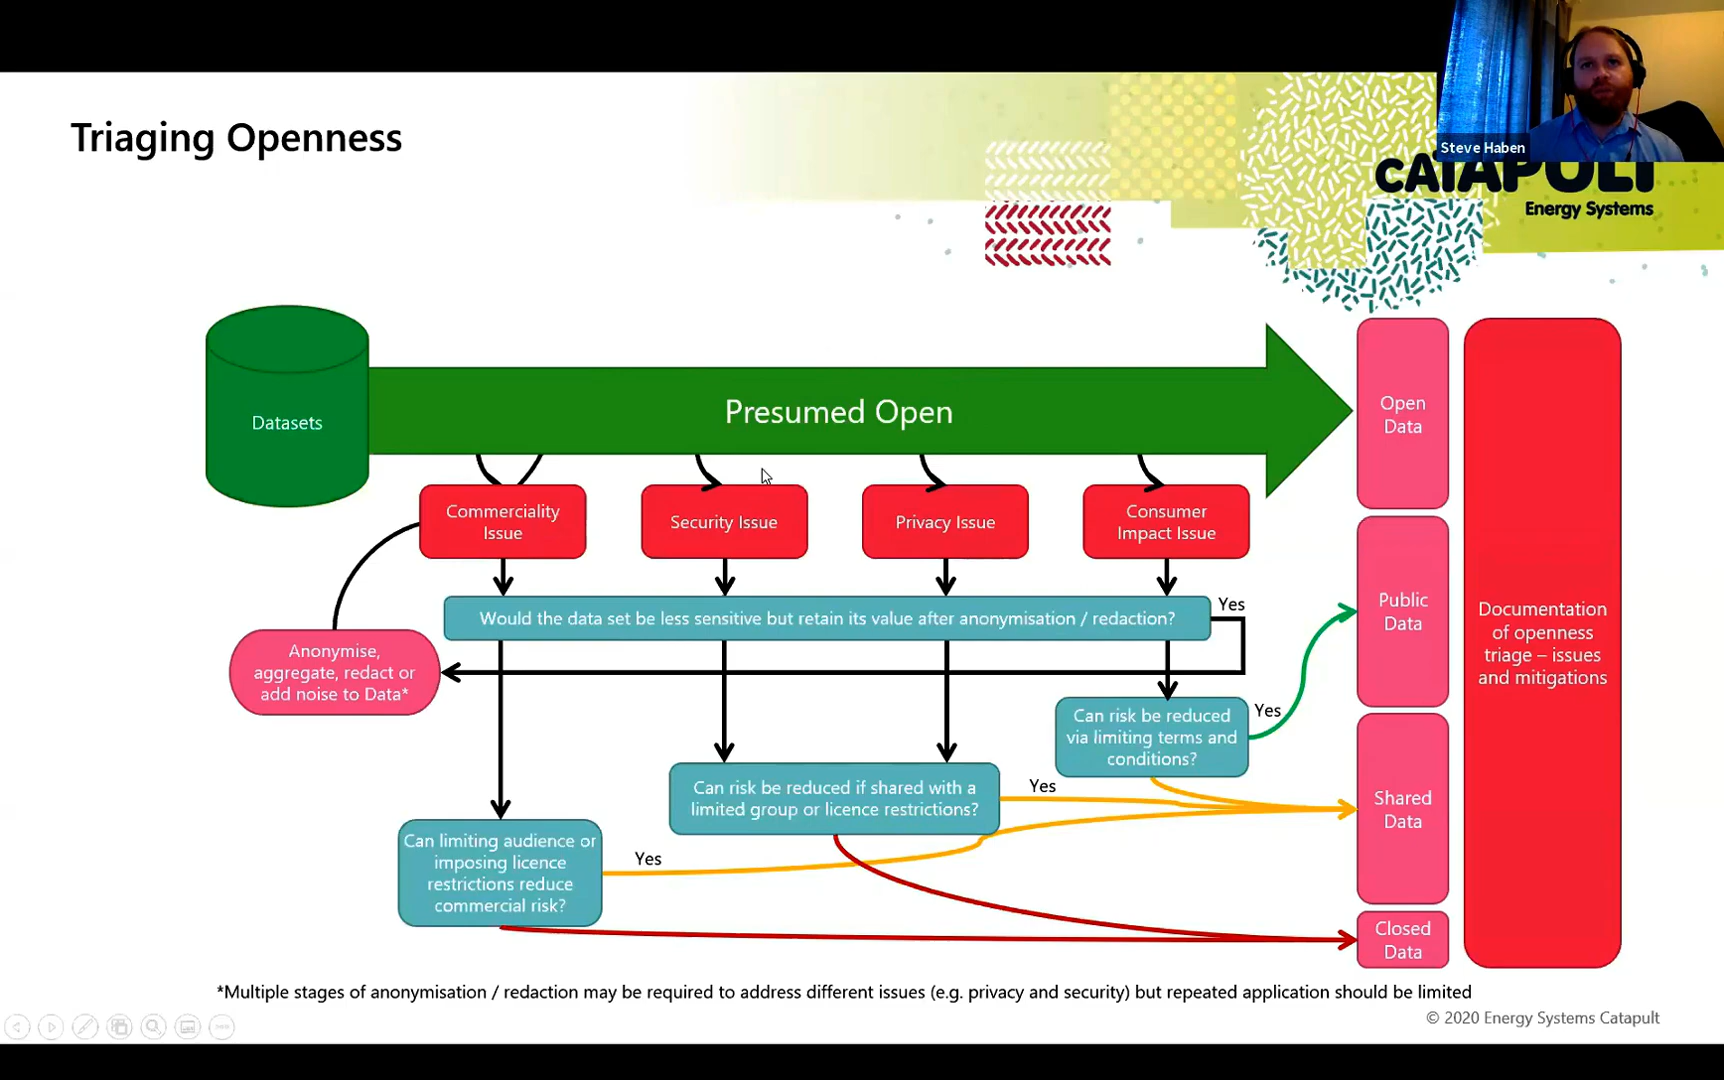 Steve Haben
CATAPULT
Energy Systems
Triaging Openness
Datasets
Presumed Open
Open
Data
Commerciality
Issue
Security Issue
Privacy Issue
Consumer
Impact Issue
Would the data set be less sensitive but retain its value after anonymisation / redaction?
Yes
Public
Data
Documentation
of openness
triage – issues
and mitigations
Anonymise,
aggregate, redact or
add noise to Data*
Can risk be reduced
via limiting terms and
conditions?
Yes
Can risk be reduced if shared with a
limited group or licence restrictions?
Yes
Shared
Data
Can limiting audience or
imposing licence
restrictions reduce
commercial risk?
Yes
Closed
Data
*Multiple stages of anonymisation / redaction may be required to address different issues (e.g. privacy and security) but repeated application should be limited
© 2020 Energy Systems Catapult